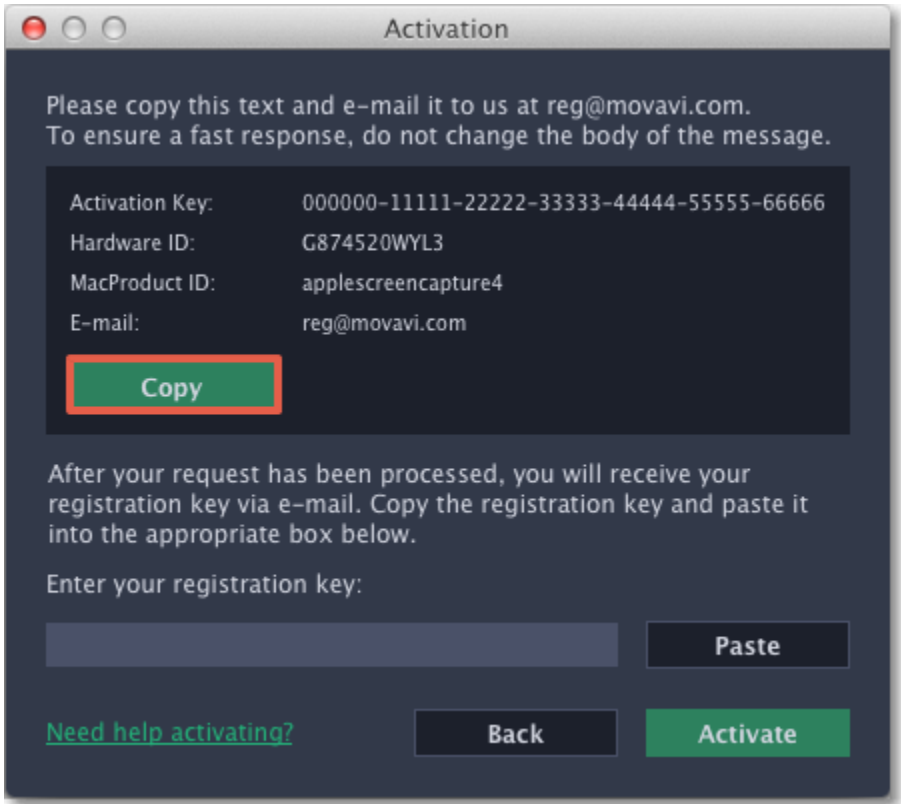 Activation
Please copy this text and e-mail it to us at reg@movavi.com.
To ensure a fast response, do not change the body of the message.
Activation Key: 000000-11111-22222-33333-44444-55555-66666
Hardware ID: G874520WYL3
MacProduct ID: applescreencapture4
E-mail: reg@movavi.com
Copy
After your request has been processed, you will receive your
registration key via e-mail. Copy the registration key and paste it
into the appropriate box below.
Enter your registration key:
Paste
Need help activating? Back Activate